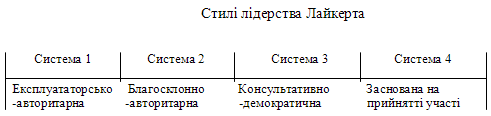 Стилі лідерства Лайкерта
Система 1 Система 2 Система 3 Система 4
Експлуататорсько Благосклонно Консультативно Заснована на
-авторитарна -авторитарна -демократична прийнятті участі